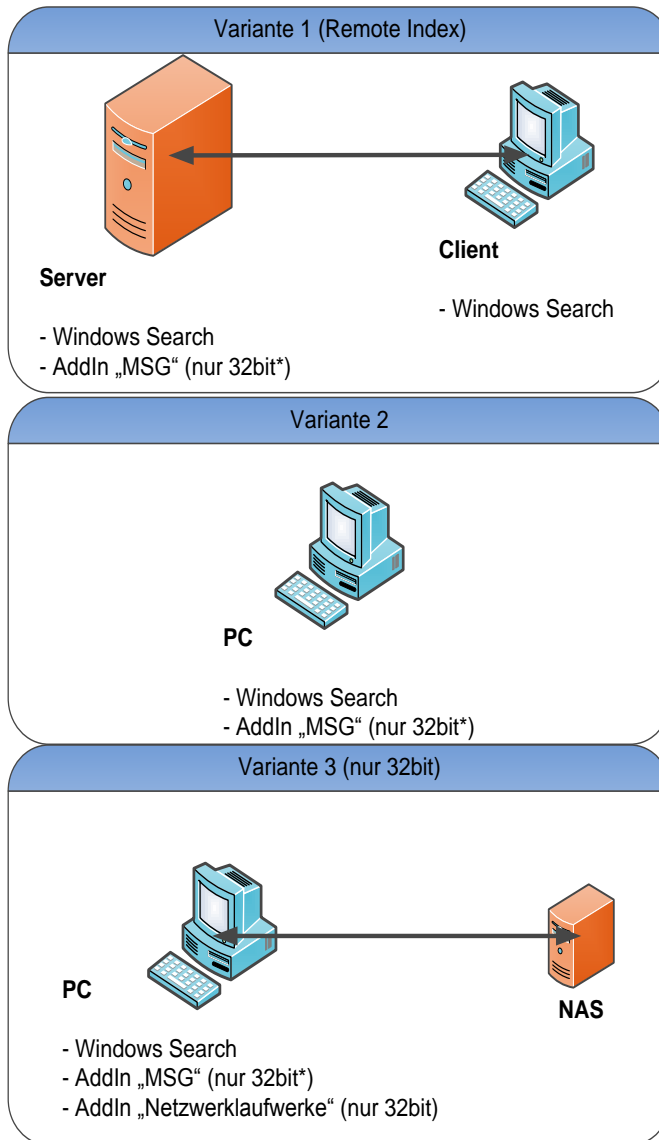 Variante 1 (Remote Index)
Server
- Windows Search
- AddIn „MSG“ (nur 32bit*)
Client
- Windows Search
Variante 2
PC
- Windows Search
- AddIn „MSG“ (nur 32bit*)
Variante 3 (nur 32bit)
PC
- Windows Search
- AddIn „MSG“ (nur 32bit*)
- AddIn „Netzwerklaufwerke“ (nur 32bit)
NAS